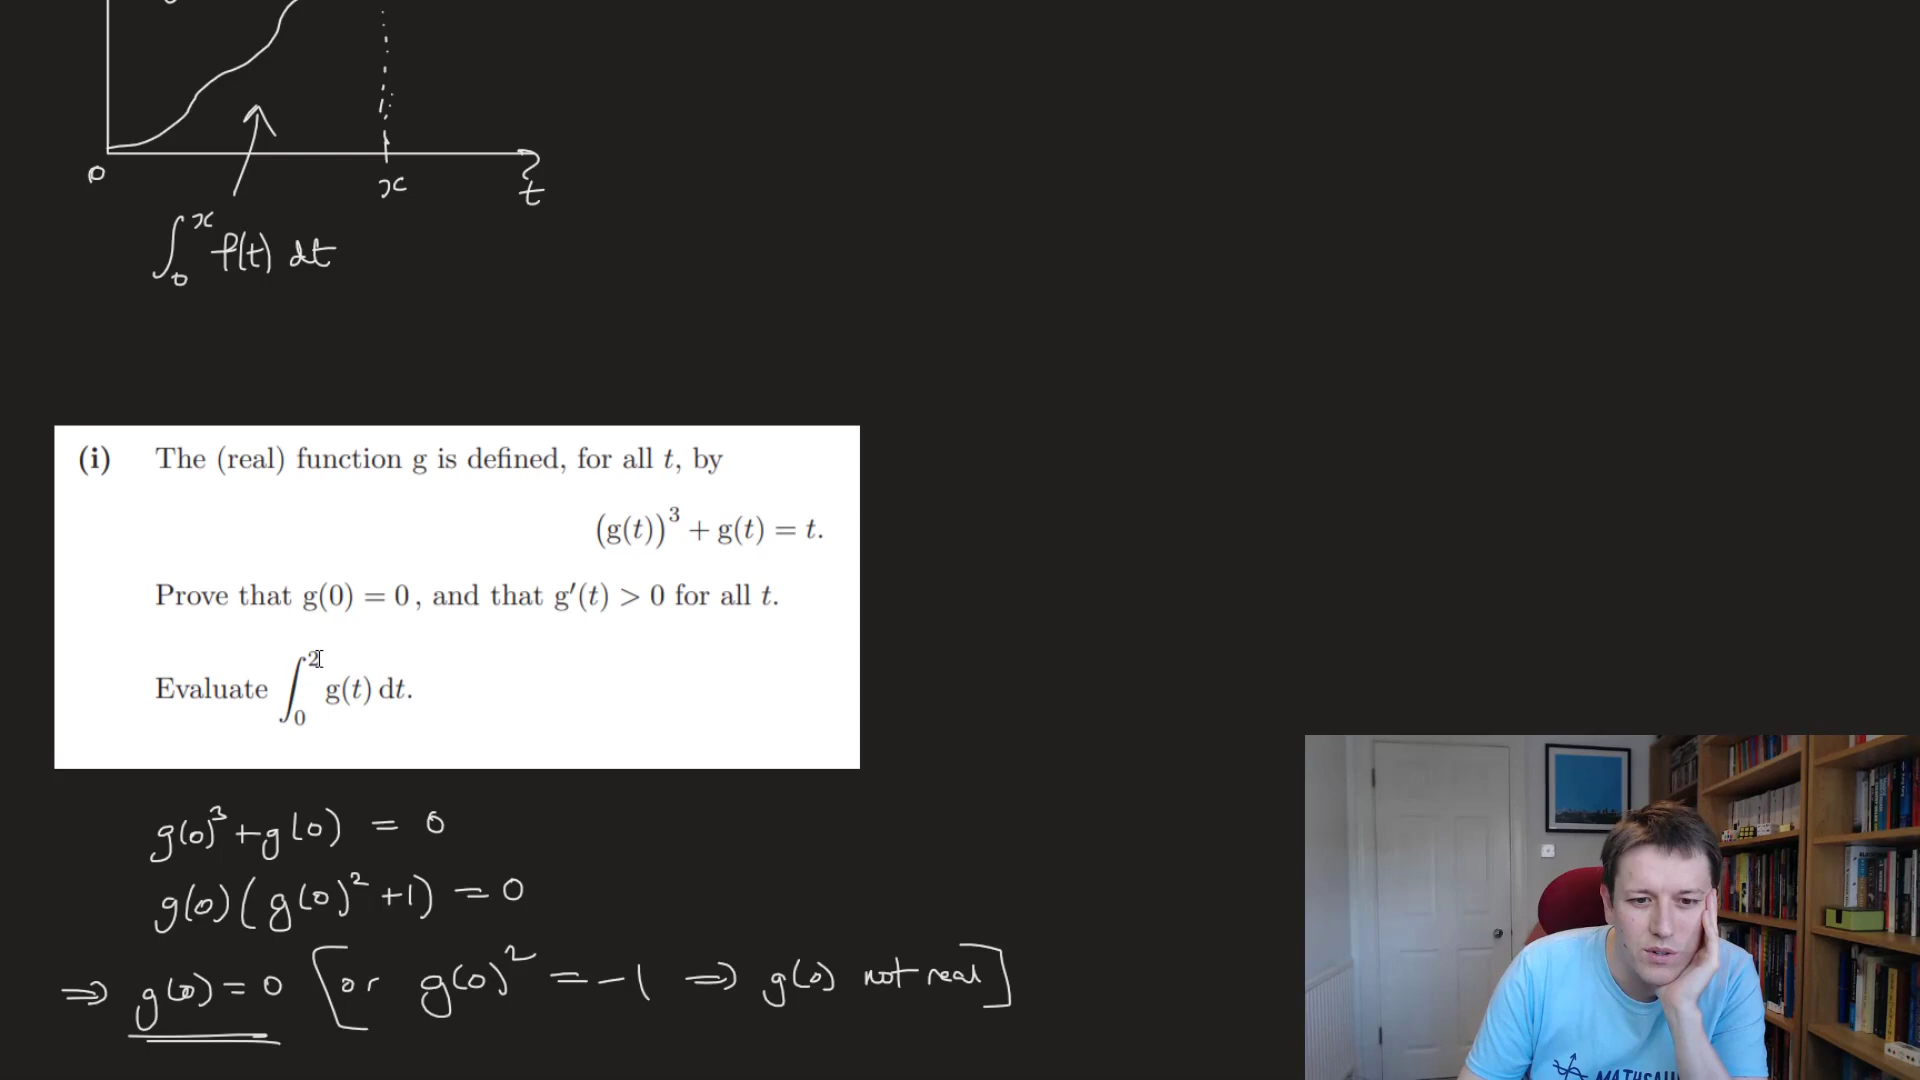 0
x
t
∫₀ˣ f(t) dt
(i) The (real) function g is defined, for all t, by
(g(t))³ + g(t) = t.
Prove that g(0) = 0, and that g′(t) > 0 for all t.
Evaluate ∫₀² g(t) dt.
g(0)³ + g(0) = 0
g(0)(g(0)² + 1) = 0
⇒ g(0) = 0 [or g(0)² = -1 ⇒ g(0) not real]